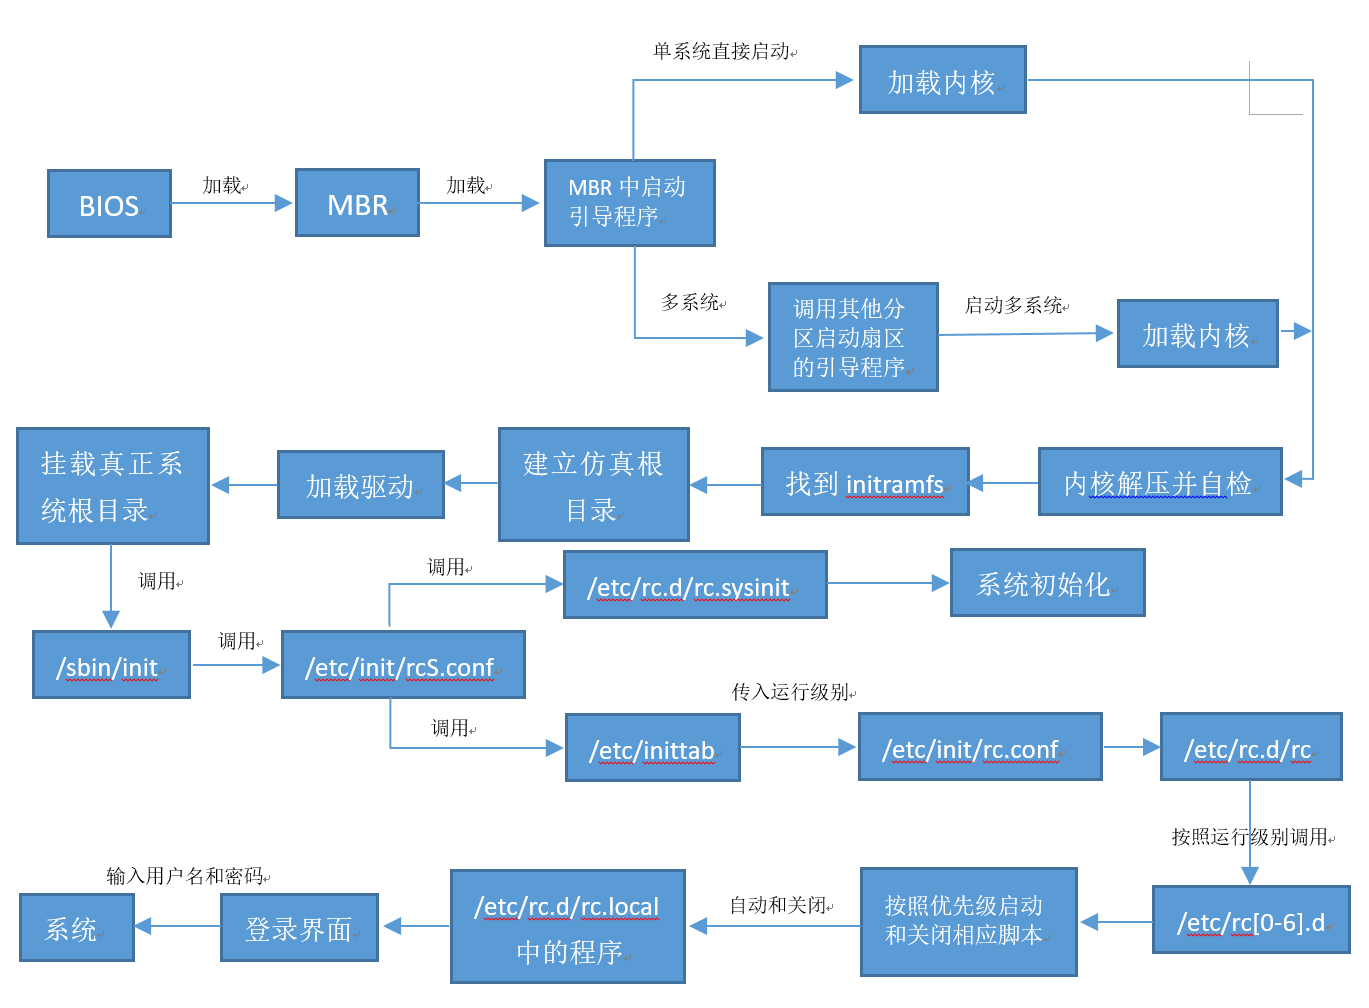 单系统直接启动
加载内核
BIOS
加载
MBR
加载
MBR 中启动
引导程序
多系统
调用其他分
区启动扇区
的引导程序
启动多系统
加载内核
挂载真正系
统根目录
加载驱动
建立仿真根
目录
找到 initramfs
内核解压并自检
调用
调用
/etc/rc.d/rc.sysinit
系统初始化
/sbin/init
调用
/etc/init/rcS.conf
调用
/etc/inittab
传入运行级别
/etc/init/rc.conf
/etc/rc.d/rc
按照运行级别调用
输入用户名和密码
系统
登录界面
/etc/rc.d/rc.local
中的程序
自动和关闭
按照优先级启动
和关闭相应脚本
/etc/rc[0-6].d